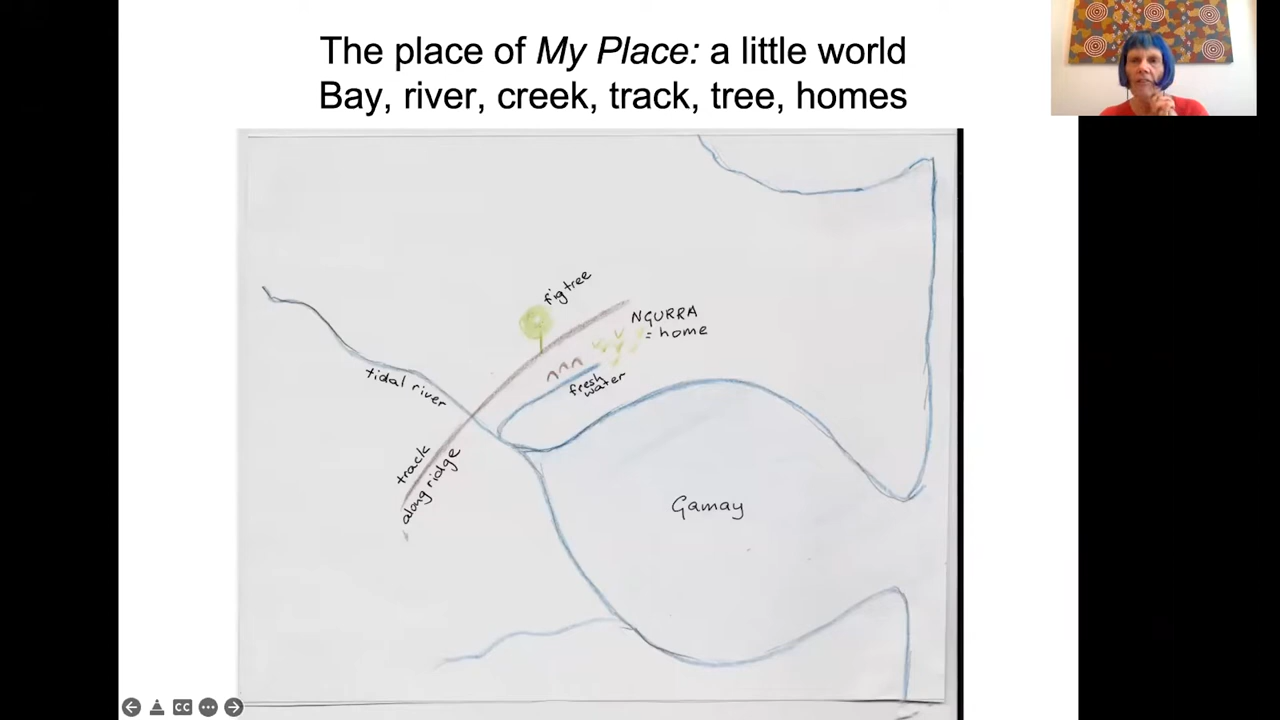 The place of My Place: a little world
Bay, river, creek, track, tree, homes
fig tree
NGURRA
= home
fresh
water
tidal river
track
along ridge
Gamay
CC